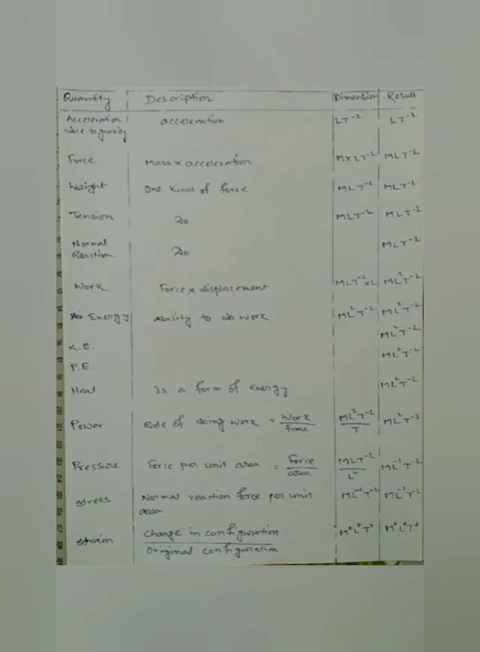 Quantity Description Dimension Result
Acceleration acceleration LT⁻² LT⁻²
due to gravity
Force Mass x acceleration M x LT⁻² MLT⁻²
Weight One kind of force MLT⁻² MLT⁻²
Tension Do MLT⁻² MLT⁻²
Normal Do MLT⁻²
Reaction
Work Force x displacement MLT⁻² x L ML²T⁻²
Energy Ability to do work ML²T⁻² ML²T⁻²
K.E. ML²T⁻²
P.E. ML²T⁻²
Heat Is a form of energy ML²T⁻²
Power Rate of doing work = Work/time ML²T⁻²/T ML²T⁻³
Pressure Force per unit area = Force/area MLT⁻²/L² ML⁻¹T⁻²
Stress Normal reaction force per unit ML⁻¹T⁻² ML⁻¹T⁻²
area
Strain Change in configuration M⁰L⁰T⁰ M⁰L⁰T⁰
Original configuration